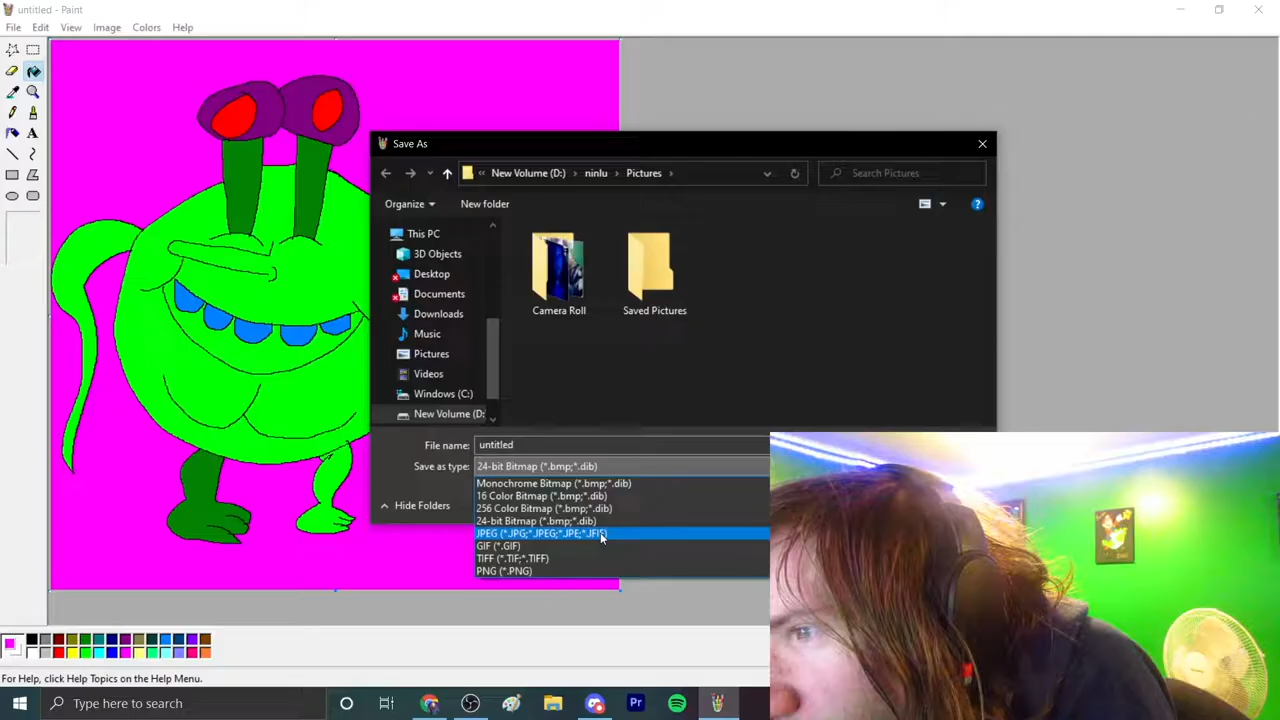 untitled - Paint
File Edit View Image Colors Help
Save As
« New Volume (D:) › ninlu › Pictures ›
Search Pictures
Organize
New folder
This PC
3D Objects
Desktop
Documents
Downloads
Music
Pictures
Videos
Windows (C:)
New Volume (D:
Camera Roll
Saved Pictures
File name: untitled
Save as type: 24-bit Bitmap (*.bmp;*.dib)
Monochrome Bitmap (*.bmp;*.dib)
16 Color Bitmap (*.bmp;*.dib)
256 Color Bitmap (*.bmp;*.dib)
24-bit Bitmap (*.bmp;*.dib)
JPEG (*.JPG;*.JPEG;*.JPE;*.JFIF)
GIF (*.GIF)
TIFF (*.TIF;*.TIFF)
PNG (*.PNG)
Hide Folders
For Help, click Help Topics on the Help Menu.
Type here to search
Pr